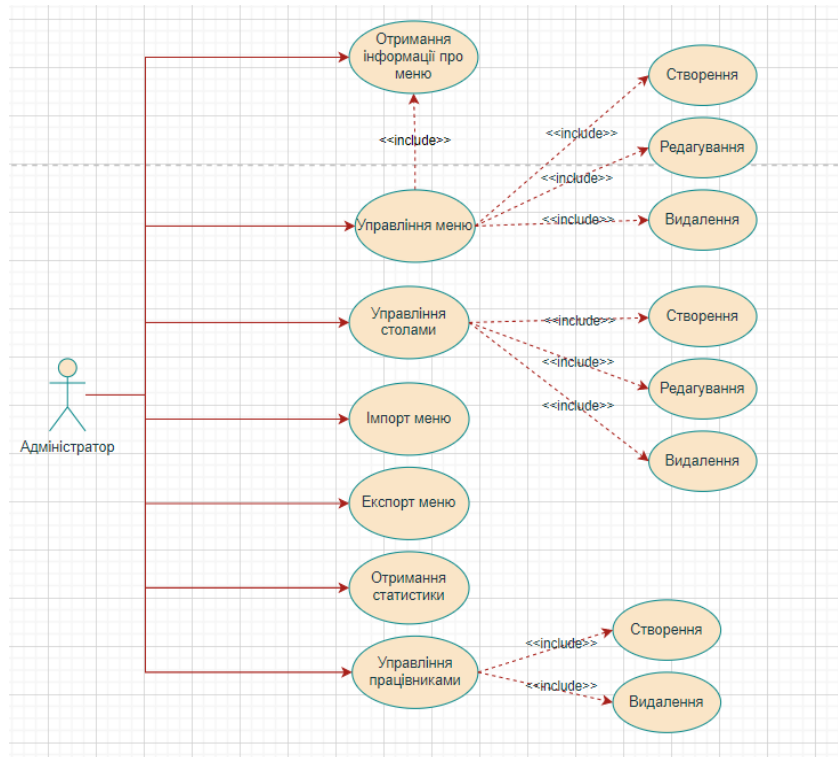 Отримання
інформації про
меню
<<include>>
Управління меню
<<include>>
Створення
<<include>>
Редагування
<<include>>
Видалення
Управління
столами
<<include>>
Створення
<<include>>
Редагування
<<include>>
Видалення
Адміністратор
Імпорт меню
Експорт меню
Отримання
статистики
Управління
працівниками
<<include>>
Створення
<<include>>
Видалення